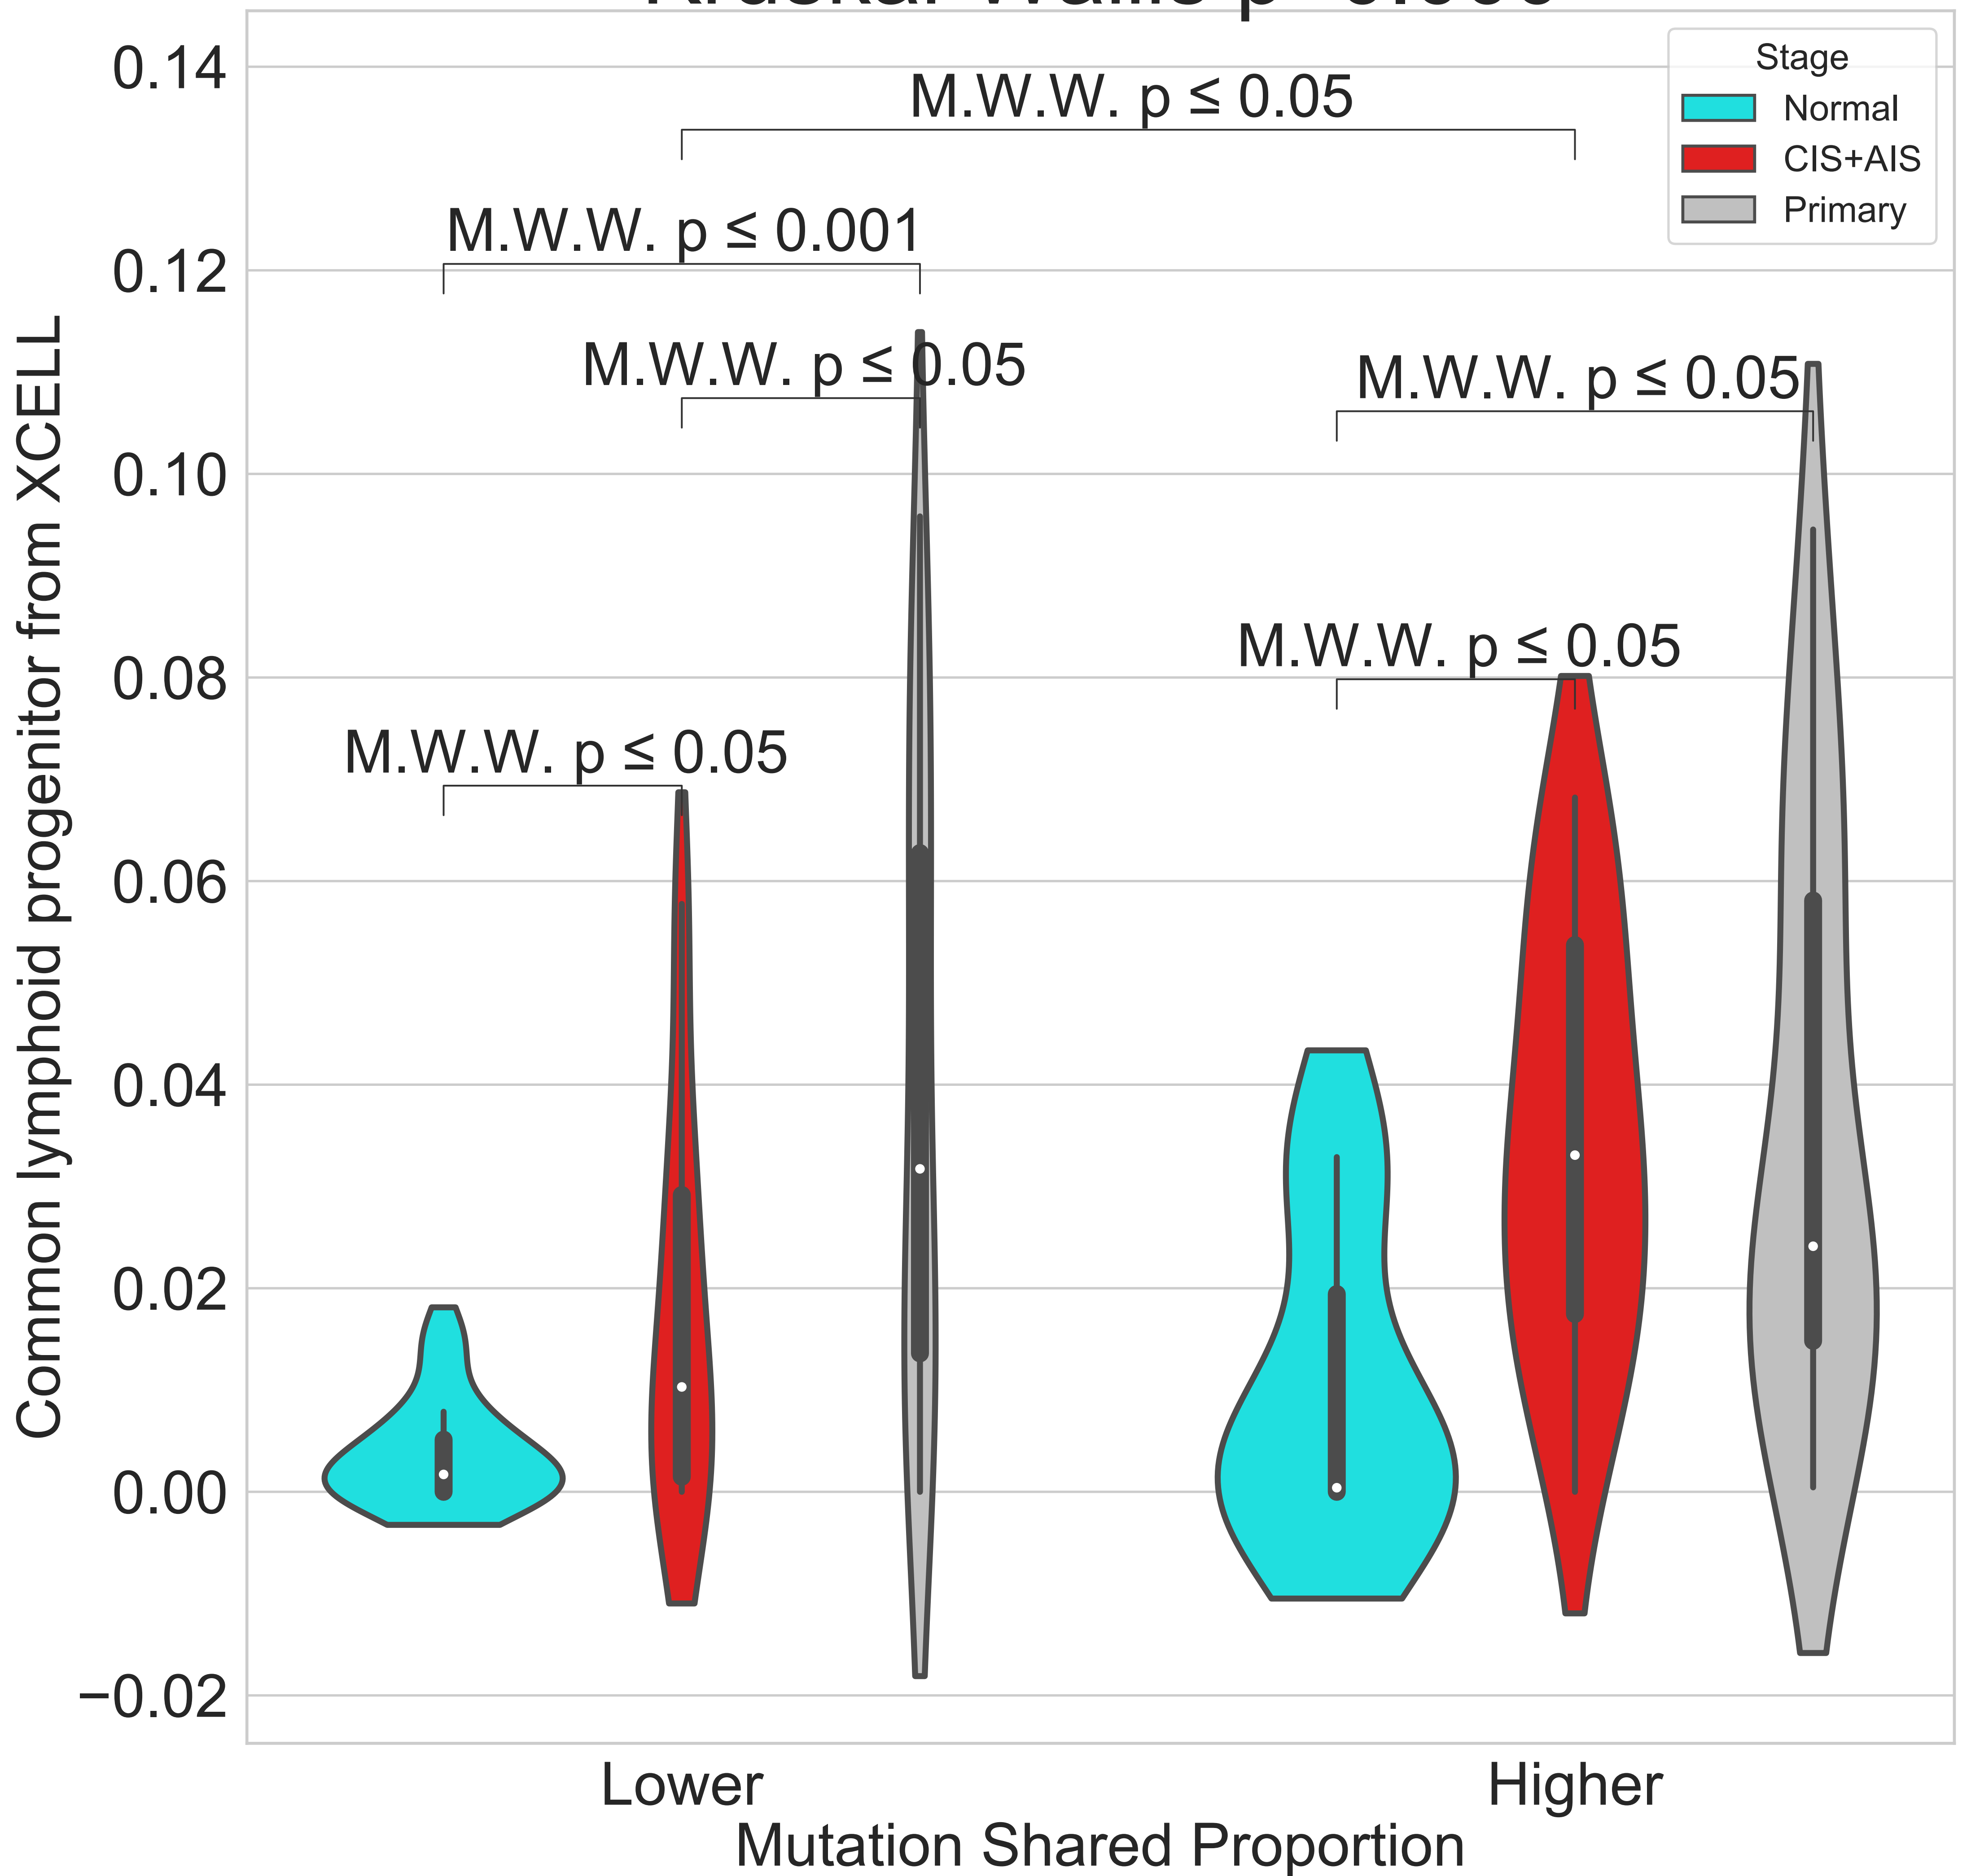 Stage
Normal
CIS+AIS
Primary
M.W.W. p ≤ 0.05
M.W.W. p ≤ 0.001
M.W.W. p ≤ 0.05
M.W.W. p ≤ 0.05
M.W.W. p ≤ 0.05
M.W.W. p ≤ 0.05
0.14
0.12
0.10
0.08
0.06
0.04
0.02
0.00
−0.02
Common lymphoid progenitor from XCELL
Lower
Higher
Mutation Shared Proportion